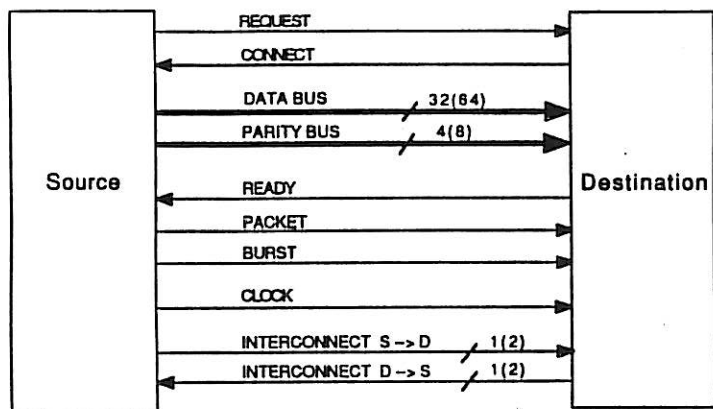 REQUEST
CONNECT
DATA BUS 32(64)
PARITY BUS 4(8)
Source
Destination
READY
PACKET
BURST
CLOCK
INTERCONNECT S -> D 1(2)
INTERCONNECT D -> S 1(2)